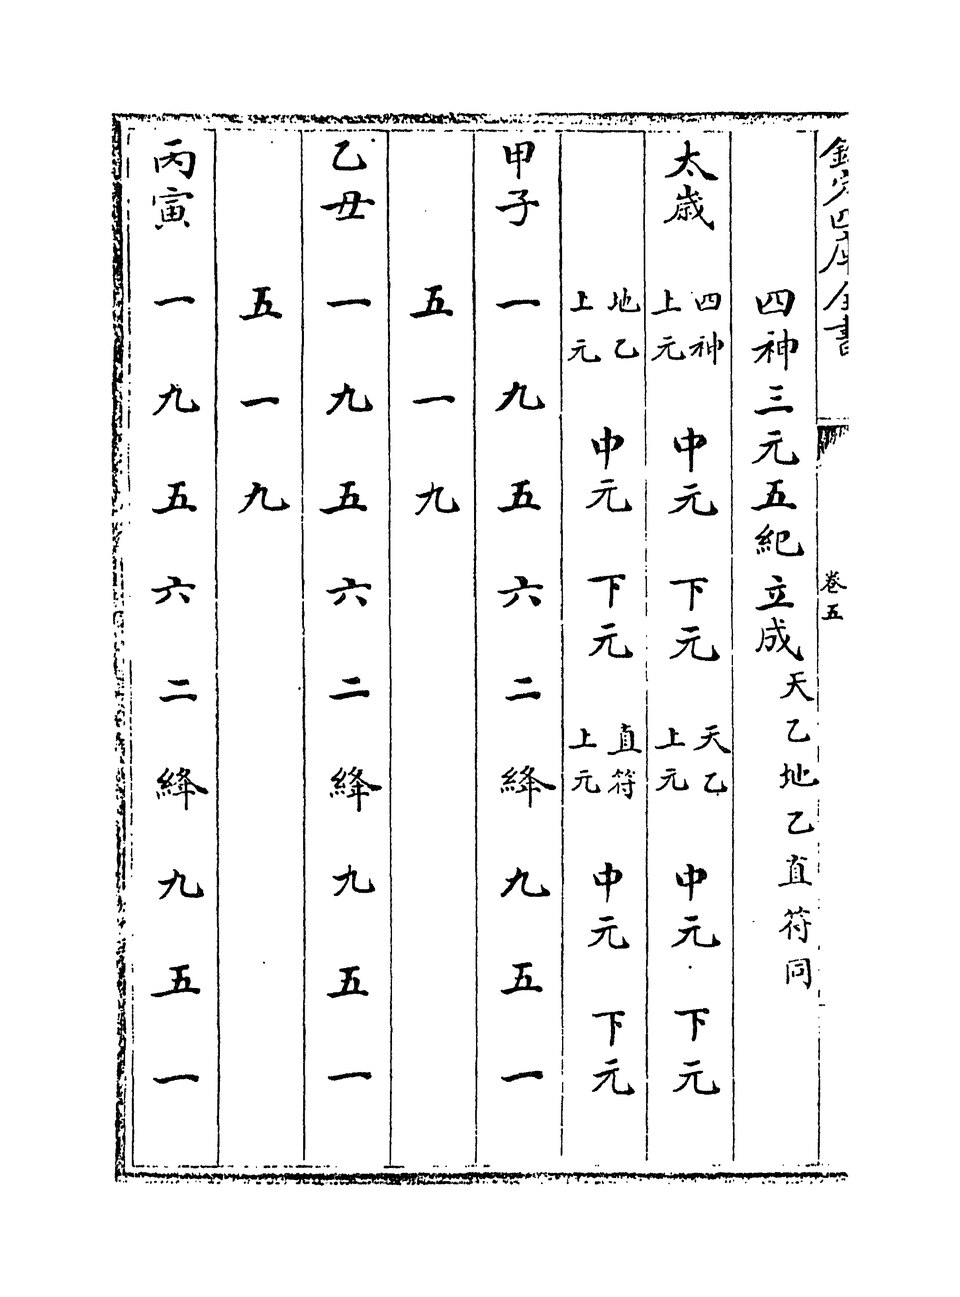 欽定四庫全書
卷五
四神三元五紀立成天乙地乙直符同
太歲 四神上元 中元 下元 天乙上元 中元 下元
地乙上元 中元 下元 直符上元 中元 下元
甲子 一 九 五 六 二 絳 九 五 一
五 一 九
乙丑 一 九 五 六 二 絳 九 五 一
五 一 九
丙寅 一 九 五 六 二 絳 九 五 一